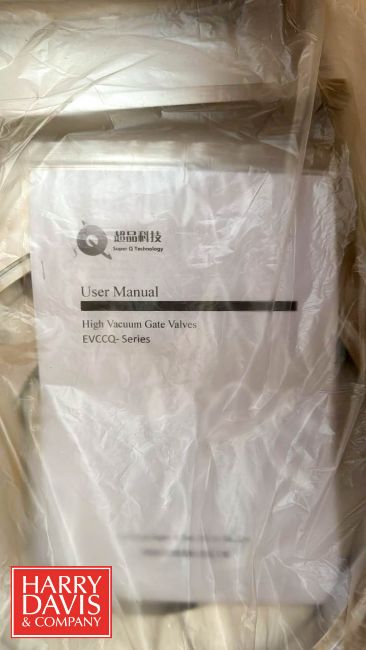 超品科技
Super Q Technology
User Manual
High Vacuum Gate Valves
EVCCQ- Series
HARRY
DAVIS
& COMPANY